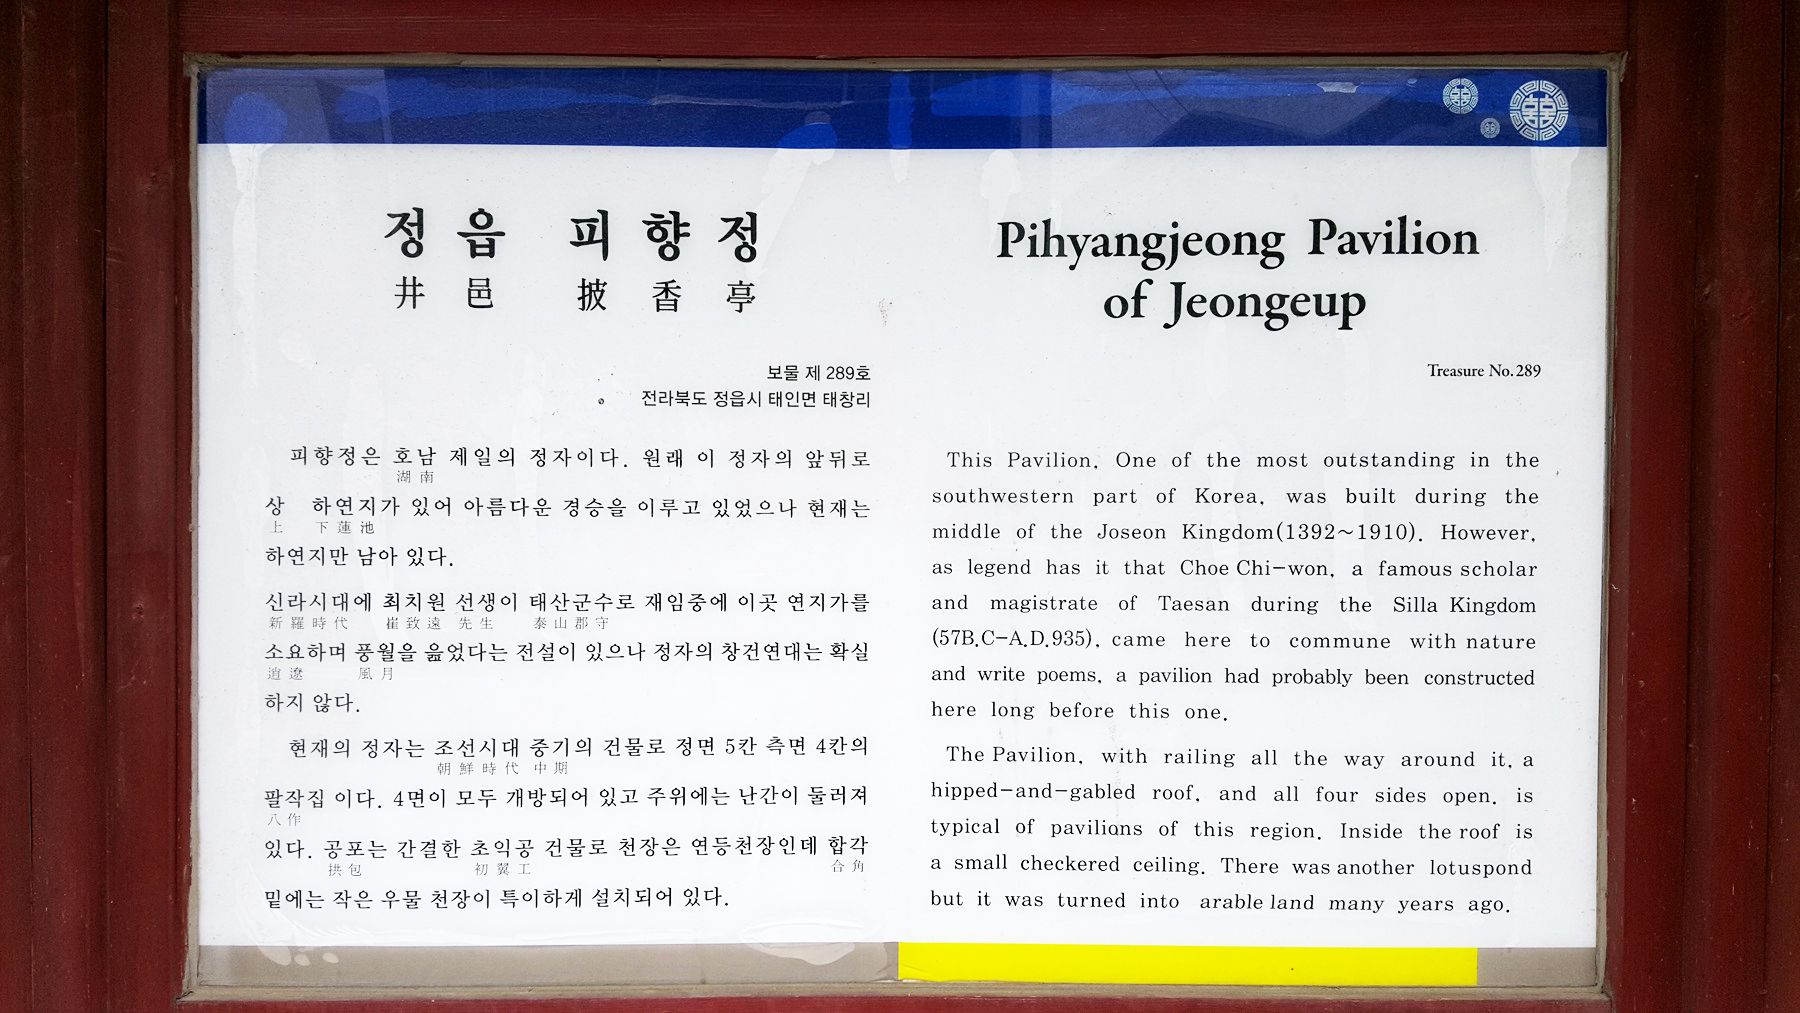 정읍 피향정
井邑 披香亭
보물 제 289호
전라북도 정읍시 태인면 태창리
피향정은 호남 제일의 정자이다. 원래 이 정자의 앞뒤로
湖南
상 하연지가 있어 아름다운 경승을 이루고 있었으나 현재는
上 下蓮池
하연지만 남아 있다.
신라시대에 최치원 선생이 태산군수로 재임중에 이곳 연지가를
新羅時代 崔致遠 先生 泰山郡守
소요하며 풍월을 읊었다는 전설이 있으나 정자의 창건연대는 확실
逍遼 風月
하지 않다.
현재의 정자는 조선시대 중기의 건물로 정면 5칸 측면 4칸의
朝鮮時代 中期
팔작집 이다. 4면이 모두 개방되어 있고 주위에는 난간이 둘러져
八作
있다. 공포는 간결한 초익공 건물로 천장은 연등천장인데 합각
拱包 初翼工 合角
밑에는 작은 우물 천장이 특이하게 설치되어 있다.
Pihyangjeong Pavilion
of Jeongeup
Treasure No.289
This Pavilion, One of the most outstanding in the
southwestern part of Korea, was built during the
middle of the Joseon Kingdom(1392~1910). However,
as legend has it that Choe Chi-won, a famous scholar
and magistrate of Taesan during the Silla Kingdom
(57B.C-A.D.935), came here to commune with nature
and write poems, a pavilion had probably been constructed
here long before this one.
The Pavilion, with railing all the way around it, a
hipped-and-gabled roof, and all four sides open, is
typical of pavilions of this region. Inside the roof is
a small checkered ceiling. There was another lotuspond
but it was turned into arable land many years ago.